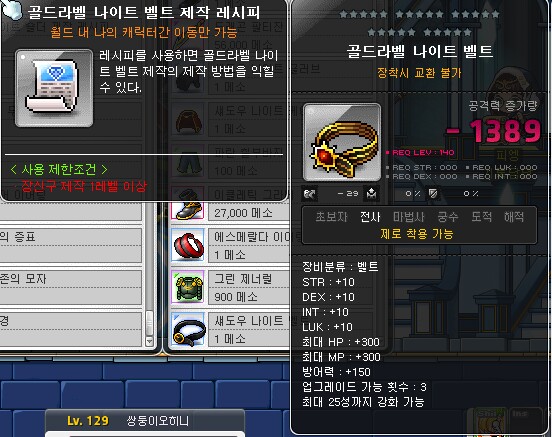 골드라벨 나이트 벨트 제작 레시피
월드 내 나의 캐릭터간 이동만 가능
레시피를 사용하면 골드라벨 나이
트 벨트 제작의 제작 방법을 익힐
수 있다.
< 사용 제한조건 >
장신구 제작 1레벨 이상
골드라벨 나이트 벨트
장착시 교환 불가
공격력 증가량
- 1389
REQ LEV : 140
REQ STR : 000
REQ LUK : 000
REQ DEX : 000
REQ INT : 000
- 29
0 %
0 %
초보자 전사 마법사 궁수 도적 해적
제로 착용 가능
장비분류 : 벨트
STR : +10
DEX : +10
INT : +10
LUK : +10
최대 HP : +300
최대 MP : +300
방어력 : +150
업그레이드 가능 횟수 : 3
최대 25성까지 강화 가능
섀도우 나이트
100 메소
27,000 메소
의 증표
에스메랄다 이
1 메소
존의 모자
그린 제너럴
900 메소
경
섀도우 나이트
1 메소
Lv. 129 쌍둥이오히니